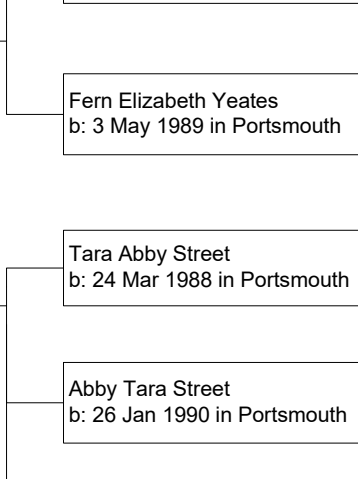 Fern Elizabeth Yeates
b: 3 May 1989 in Portsmouth
Tara Abby Street
b: 24 Mar 1988 in Portsmouth
Abby Tara Street
b: 26 Jan 1990 in Portsmouth